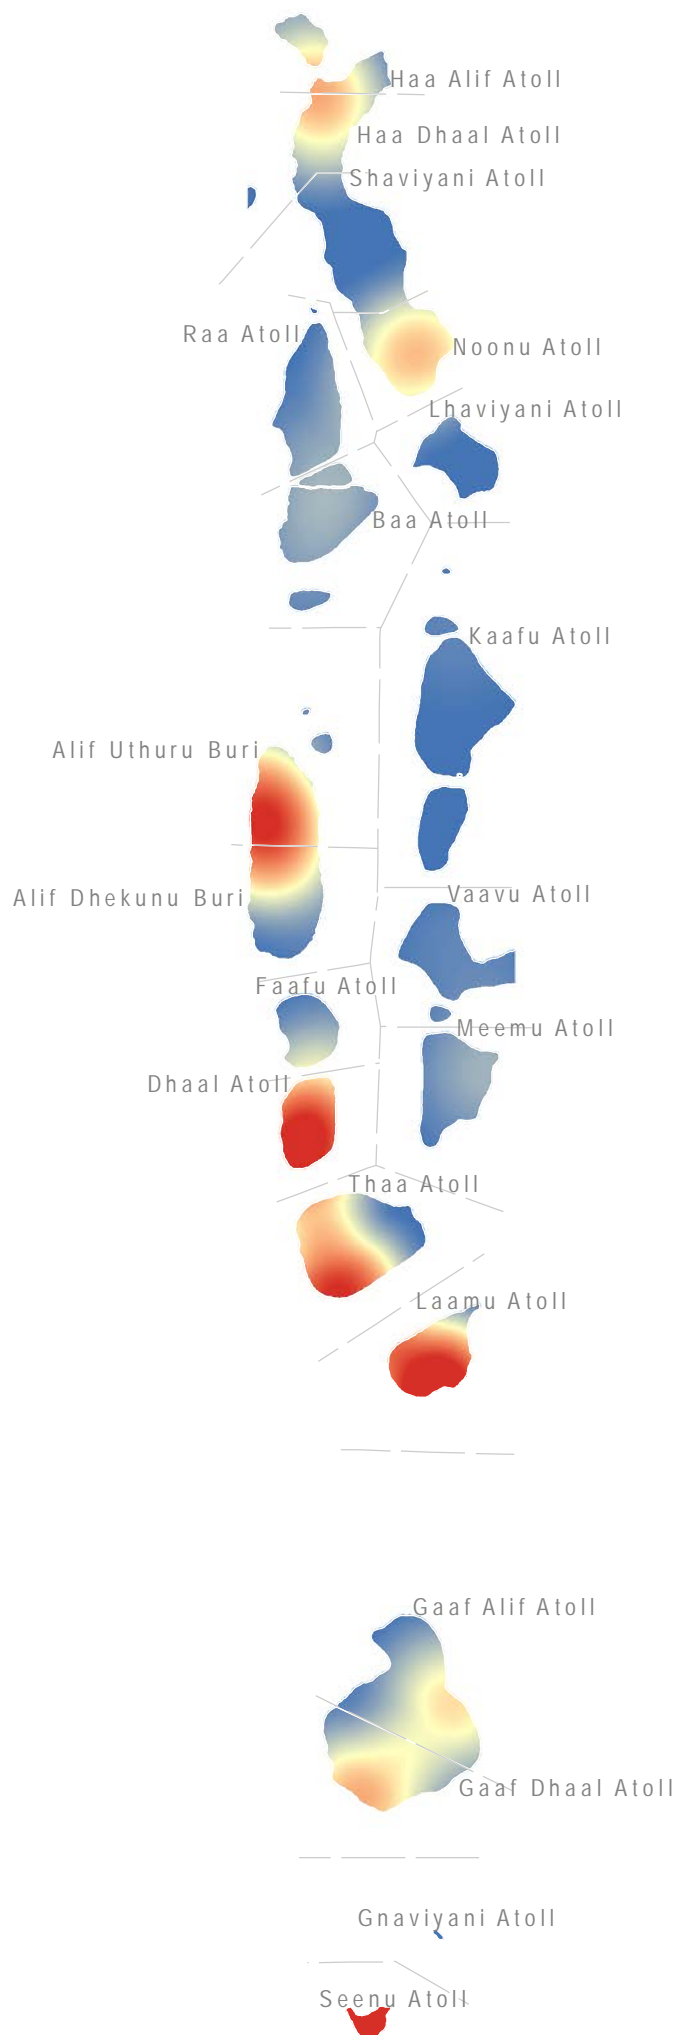 Haa Alif Atoll
Haa Dhaal Atoll
Shaviyani Atoll
Raa Atoll
Noonu Atoll
Lhaviyani Atoll
Baa Atoll
Kaafu Atoll
Alif Uthuru Buri
Alif Dhekunu Buri
Vaavu Atoll
Faafu Atoll
Meemu Atoll
Dhaal Atoll
Thaa Atoll
Laamu Atoll
Gaaf Alif Atoll
Gaaf Dhaal Atoll
Gnaviyani Atoll
Seenu Atoll